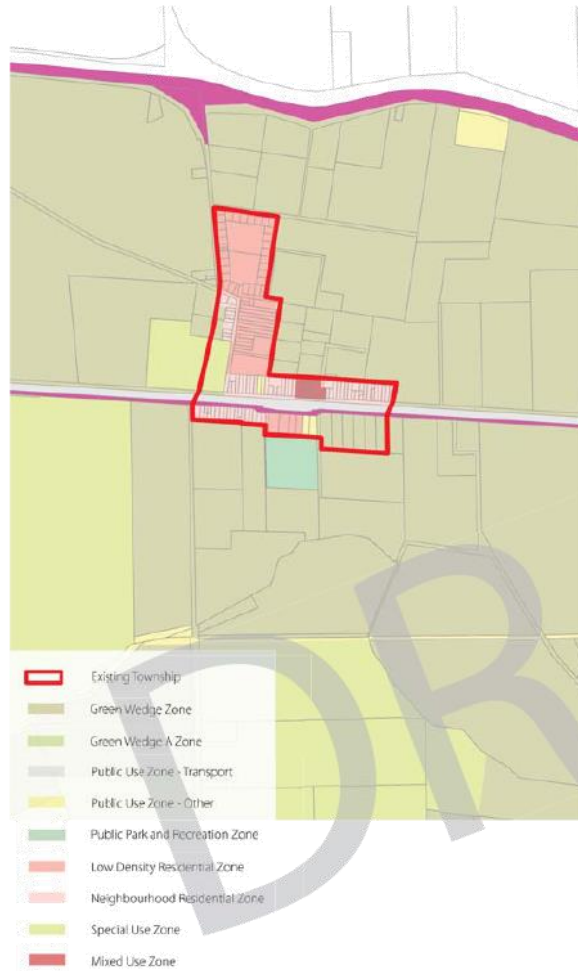 Existing Township
Green Wedge Zone
Green Wedge A Zone
Public Use Zone - Transport
Public Use Zone - Other
Public Park and Recreation Zone
Low Density Residential Zone
Neighbourhood Residential Zone
Special Use Zone
Mixed Use Zone
DR